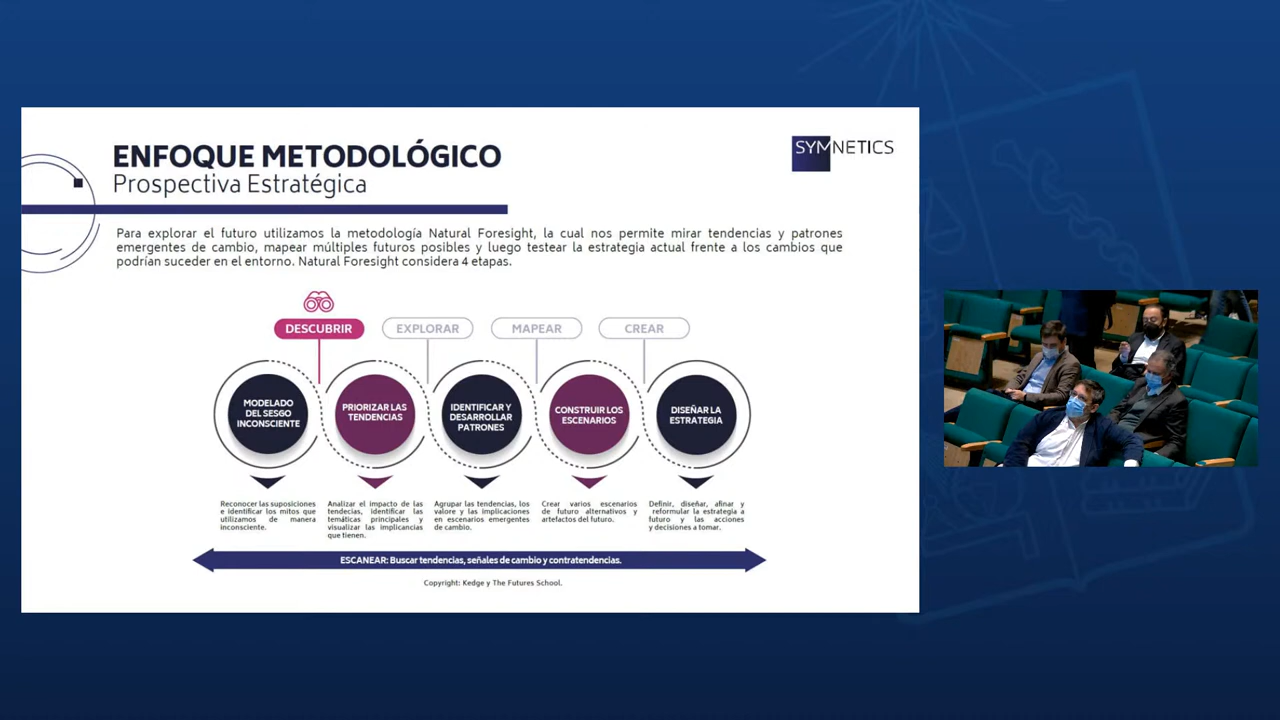 ENFOQUE METODOLÓGICO
Prospectiva Estratégica
SYMNETICS
Para explorar el futuro utilizamos la metodología Natural Foresight, la cual nos permite mirar tendencias y patrones
emergentes de cambio, mapear múltiples futuros posibles y luego testear la estrategia actual frente a los cambios que
podrían suceder en el entorno. Natural Foresight considera 4 etapas.
DESCUBRIR
EXPLORAR
MAPEAR
CREAR
MODELADO
DEL SESGO
INCONSCIENTE
PRIORIZAR LAS
TENDENCIAS
IDENTIFICAR Y
DESARROLLAR
PATRONES
CONSTRUIR LOS
ESCENARIOS
DISEÑAR LA
ESTRATEGIA
Reconocer las suposiciones
e identificar los mitos que
utilizamos de manera
inconsciente.
Analizar el impacto de las
tendecias, identificar las
temáticas principales y
visualizar las implicancias
que tienen.
Agrupar las tendencias, los
valore y las implicaciones
en escenarios emergentes
de cambio.
Crear varios escenarios
de futuro alternativos y
artefactos del futuro.
Definir, diseñar, afinar y
reformular la estrategia a
futuro y las acciones
y decisiones a tomar.
ESCANEAR: Buscar tendencias, señales de cambio y contratendencias.
Copyright: Kedge y The Futures School.